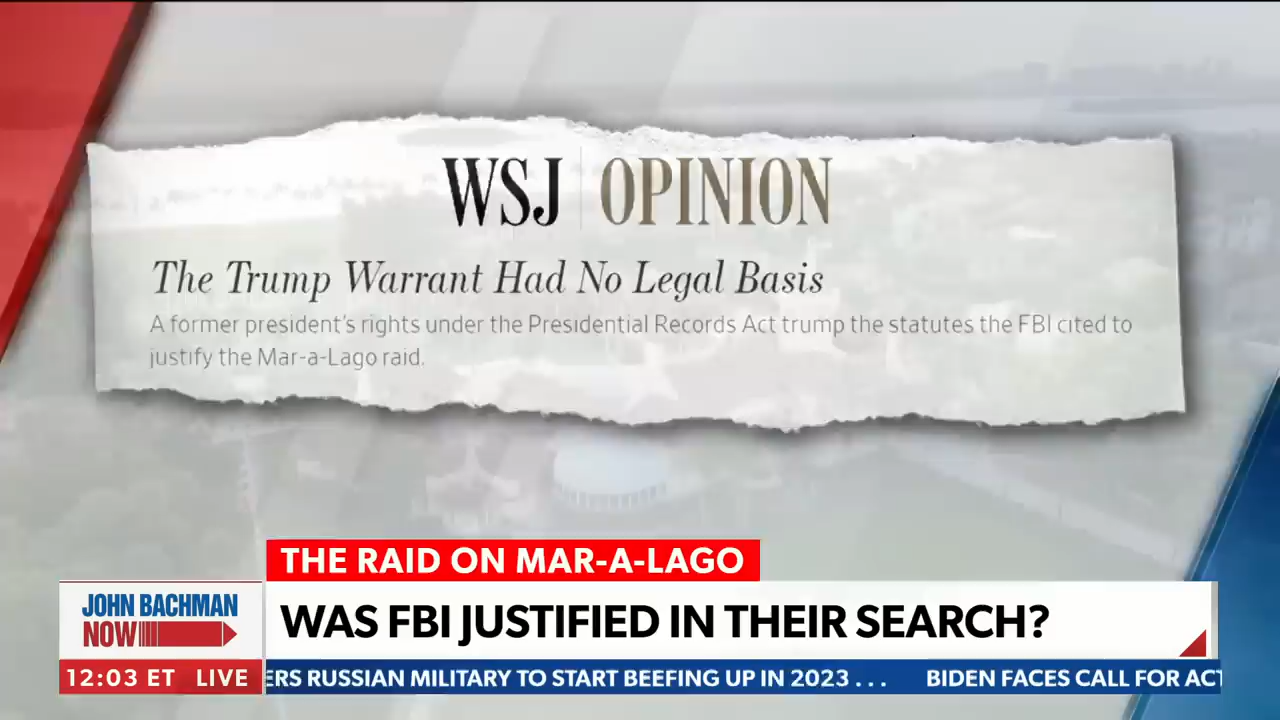 WSJ OPINION
The Trump Warrant Had No Legal Basis
A former president's rights under the Presidential Records Act trump the statutes the FBI cited to
justify the Mar-a-Lago raid.
THE RAID ON MAR-A-LAGO
JOHN BACHMAN
NOW
WAS FBI JUSTIFIED IN THEIR SEARCH?
12:03 ET LIVE
ERS RUSSIAN MILITARY TO START BEEFING UP IN 2023 . . . BIDEN FACES CALL FOR ACT